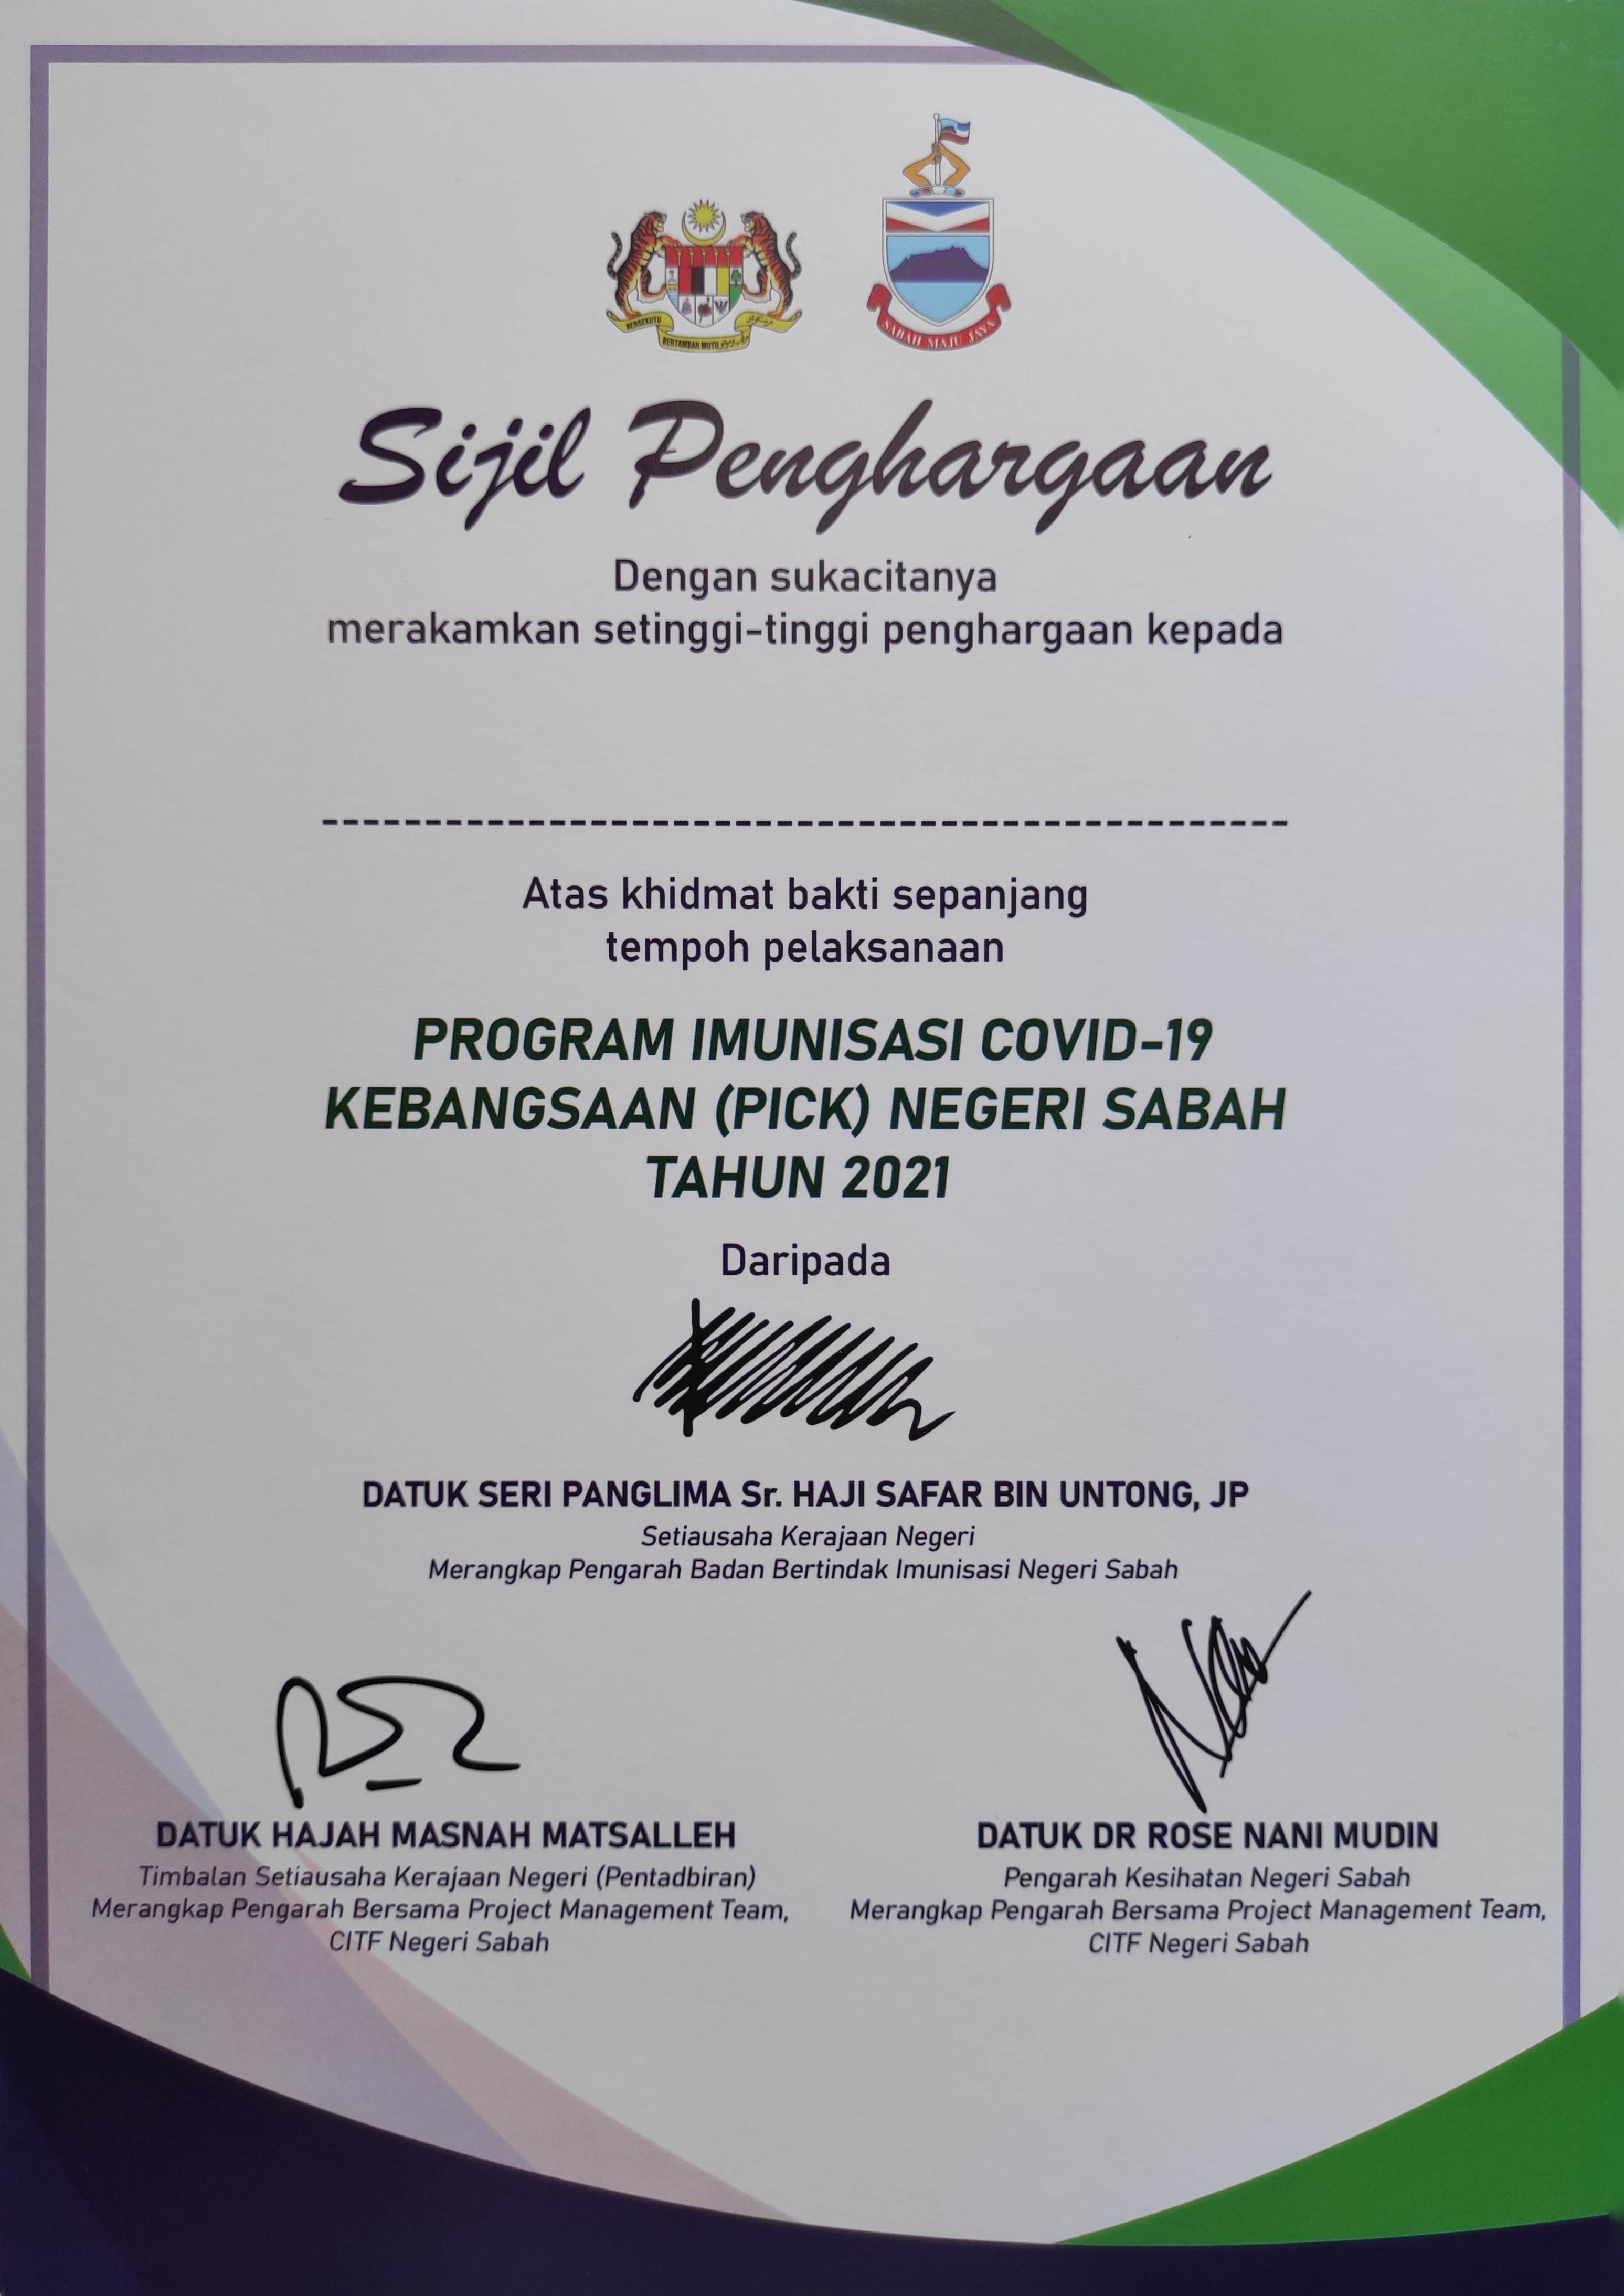 BERSEKUTU
BERTAMBAH MUTU
SABAH MAJU JAYA
Sijil Penghargaan
Dengan sukacitanya
merakamkan setinggi-tinggi penghargaan kepada
Atas khidmat bakti sepanjang
tempoh pelaksanaan
PROGRAM IMUNISASI COVID-19
KEBANGSAAN (PICK) NEGERI SABAH
TAHUN 2021
Daripada
DATUK SERI PANGLIMA Sr. HAJI SAFAR BIN UNTONG, JP
Setiausaha Kerajaan Negeri
Merangkap Pengarah Badan Bertindak Imunisasi Negeri Sabah
DATUK HAJAH MASNAH MATSALLEH
Timbalan Setiausaha Kerajaan Negeri (Pentadbiran)
Merangkap Pengarah Bersama Project Management Team,
CITF Negeri Sabah
DATUK DR ROSE NANI MUDIN
Pengarah Kesihatan Negeri Sabah
Merangkap Pengarah Bersama Project Management Team,
CITF Negeri Sabah